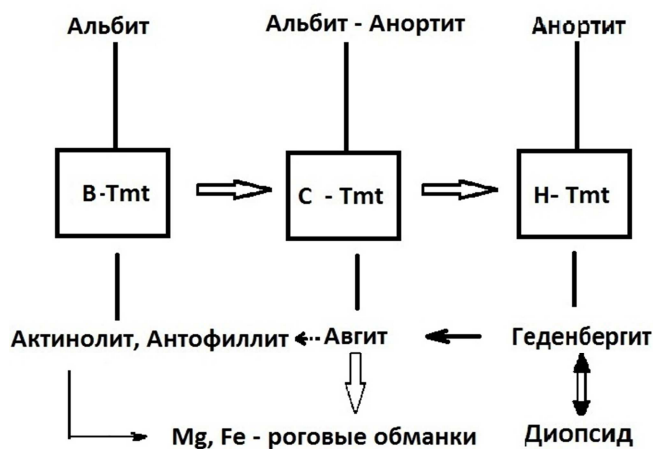 Альбит Альбит - Анортит Анортит
В-Tmt С - Tmt Н- Tmt
Актинолит, Антофиллит Авгит Геденбергит
Mg, Fe - роговые обманки Диопсид